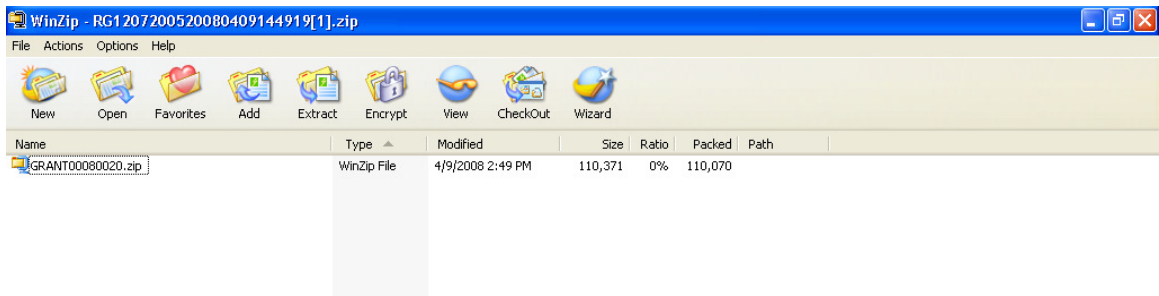 WinZip - RG1207200520080409144919[1].zip
File Actions Options Help
New Open Favorites Add Extract Encrypt View CheckOut Wizard
Name Type Modified Size Ratio Packed Path
GRANT00080020.zip WinZip File 4/9/2008 2:49 PM 110,371 0% 110,070